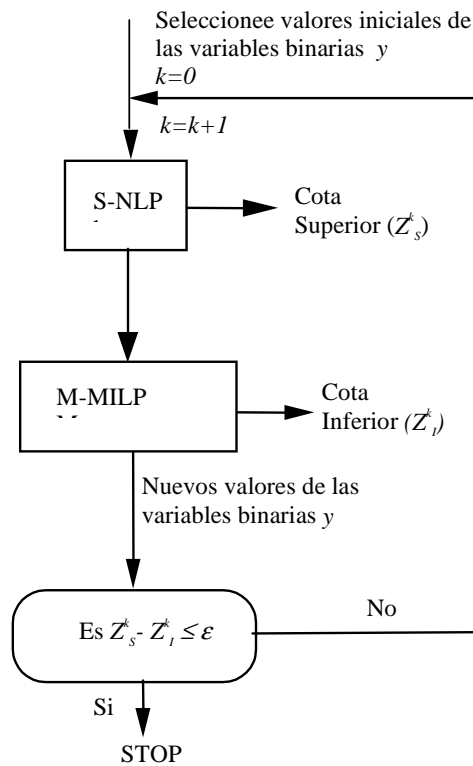 Seleccionee valores iniciales de
las variables binarias y
k=0
k=k+1
S-NLP
Cota
Superior (Z^k_S)
M-MILP
Cota
Inferior (Z^k_I)
Nuevos valores de las
variables binarias y
Es Z^k_S - Z^k_I ≤ ε
No
Si
STOP